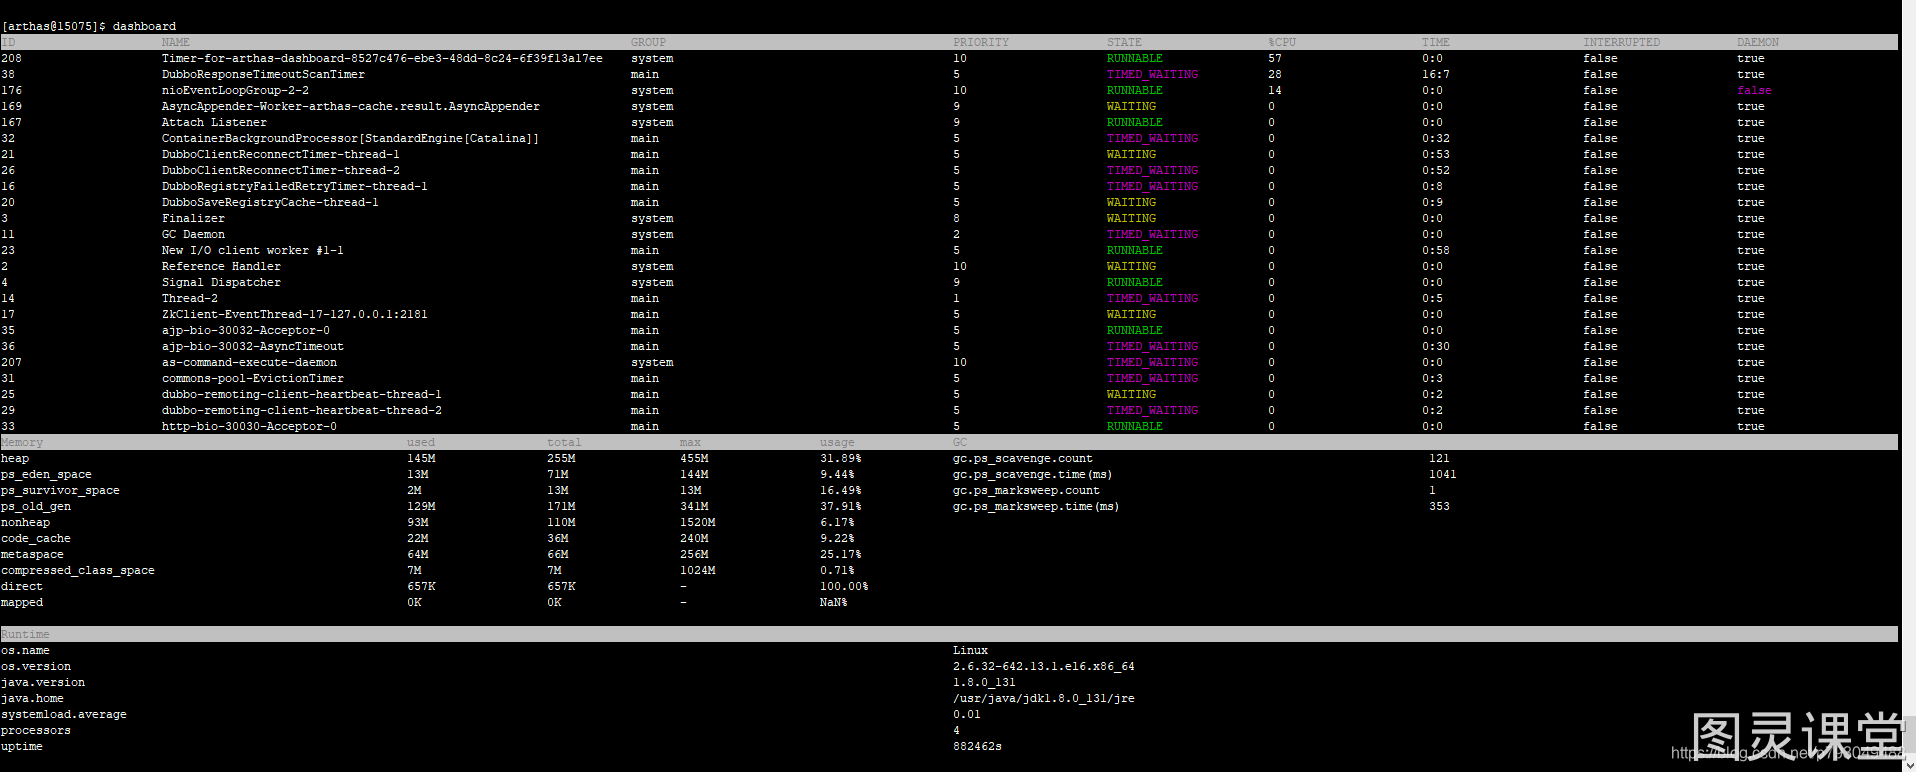 [arthas@15075]$ dashboard
ID NAME GROUP PRIORITY STATE %CPU TIME INTERRUPTED DAEMON
208 Timer-for-arthas-dashboard-8527c476-ebe3-48dd-8c24-6f39f13a17ee system 10 RUNNABLE 57 0:0 false true
38 DubboResponseTimeoutScanTimer main 5 TIMED_WAITING 28 16:7 false true
176 nioEventLoopGroup-2-2 system 10 RUNNABLE 14 0:0 false false
169 AsyncAppender-Worker-arthas-cache.result.AsyncAppender system 9 WAITING 0 0:0 false true
167 Attach Listener system 9 RUNNABLE 0 0:0 false true
32 ContainerBackgroundProcessor[StandardEngine[Catalina]] main 5 TIMED_WAITING 0 0:32 false true
21 DubboClientReconnectTimer-thread-1 main 5 WAITING 0 0:53 false true
26 DubboClientReconnectTimer-thread-2 main 5 TIMED_WAITING 0 0:52 false true
16 DubboRegistryFailedRetryTimer-thread-1 main 5 TIMED_WAITING 0 0:8 false true
20 DubboSaveRegistryCache-thread-1 main 5 WAITING 0 0:9 false true
3 Finalizer system 8 WAITING 0 0:0 false true
11 GC Daemon system 2 TIMED_WAITING 0 0:0 false true
23 New I/O client worker #1-1 main 5 RUNNABLE 0 0:58 false true
2 Reference Handler system 10 WAITING 0 0:0 false true
4 Signal Dispatcher system 9 RUNNABLE 0 0:0 false true
14 Thread-2 main 1 TIMED_WAITING 0 0:5 false true
17 ZkClient-EventThread-17-127.0.0.1:2181 main 5 WAITING 0 0:0 false true
35 ajp-bio-30032-Acceptor-0 main 5 RUNNABLE 0 0:0 false true
36 ajp-bio-30032-AsyncTimeout main 5 TIMED_WAITING 0 0:30 false true
207 as-command-execute-daemon system 10 TIMED_WAITING 0 0:0 false true
31 commons-pool-EvictionTimer main 5 TIMED_WAITING 0 0:3 false true
25 dubbo-remoting-client-heartbeat-thread-1 main 5 WAITING 0 0:2 false true
29 dubbo-remoting-client-heartbeat-thread-2 main 5 TIMED_WAITING 0 0:2 false true
33 http-bio-30030-Acceptor-0 main 5 RUNNABLE 0 0:0 false true
Memory used total max usage GC
heap 145M 255M 455M 31.89% gc.ps_scavenge.count 121
ps_eden_space 13M 71M 144M 9.44% gc.ps_scavenge.time(ms) 1041
ps_survivor_space 2M 13M 13M 16.49% gc.ps_marksweep.count 1
ps_old_gen 129M 171M 341M 37.91% gc.ps_marksweep.time(ms) 353
nonheap 93M 110M 1520M 6.17%
code_cache 22M 36M 240M 9.22%
metaspace 64M 66M 256M 25.17%
compressed_class_space 7M 7M 1024M 0.71%
direct 657K 657K - 100.00%
mapped 0K 0K - NaN%
Runtime
os.name Linux
os.version 2.6.32-642.13.1.el6.x86_64
java.version 1.8.0_131
java.home /usr/java/jdk1.8.0_131/jre
systemload.average 0.01
processors 4
uptime 882462s
图灵课堂